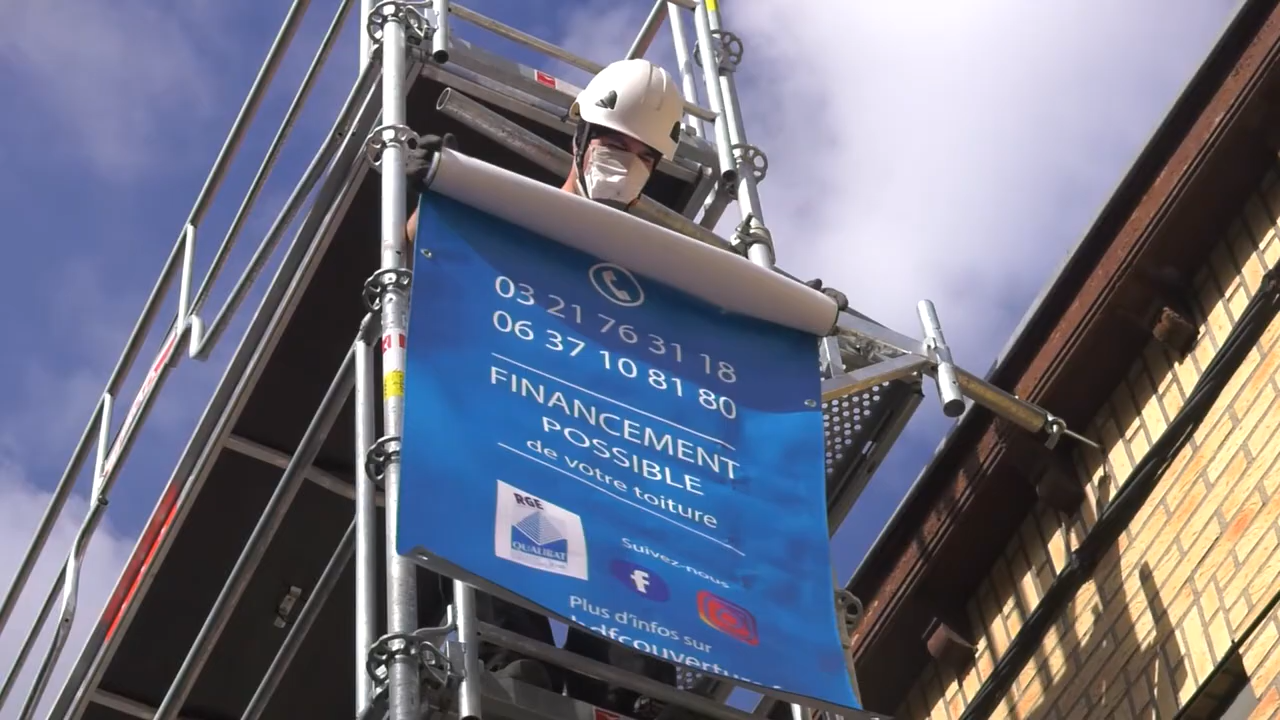 03 21 76 31 18
06 37 10 81 80
FINANCEMENT
POSSIBLE
de votre toiture
RGE
QUALIBAT
Suivez-nous
f
Plus d'infos sur